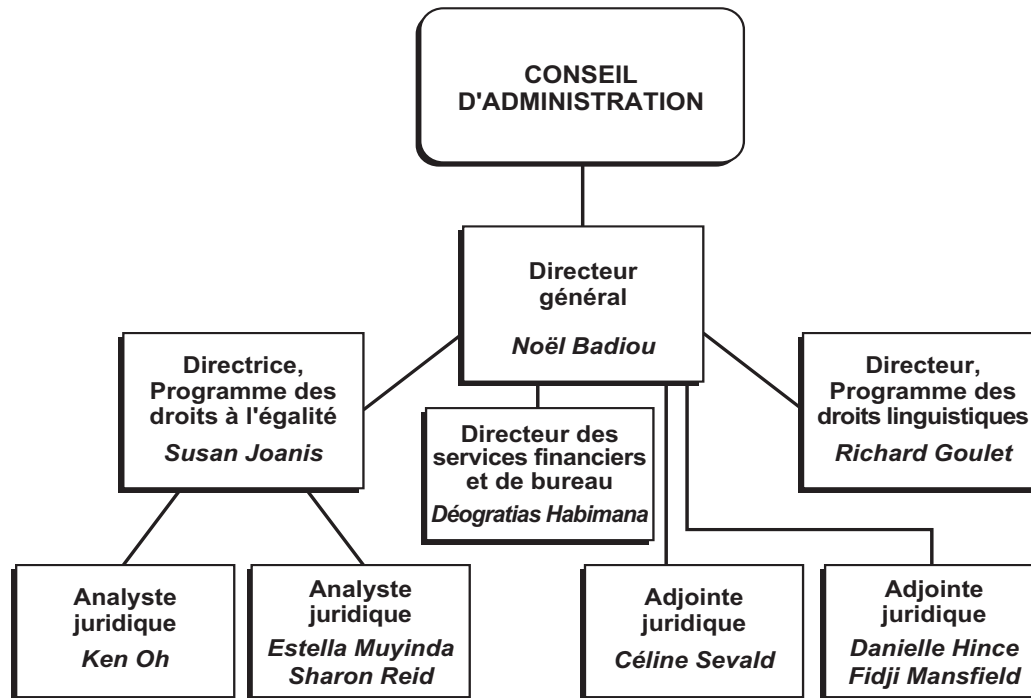 CONSEIL
D'ADMINISTRATION
Directeur
général
Noël Badiou
Directrice,
Programme des
droits à l'égalité
Susan Joanis
Directeur des
services financiers
et de bureau
Déogratias Habimana
Directeur,
Programme des
droits linguistiques
Richard Goulet
Analyste
juridique
Ken Oh
Analyste
juridique
Estella Muyinda
Sharon Reid
Adjointe
juridique
Céline Sevald
Adjointe
juridique
Danielle Hince
Fidji Mansfield